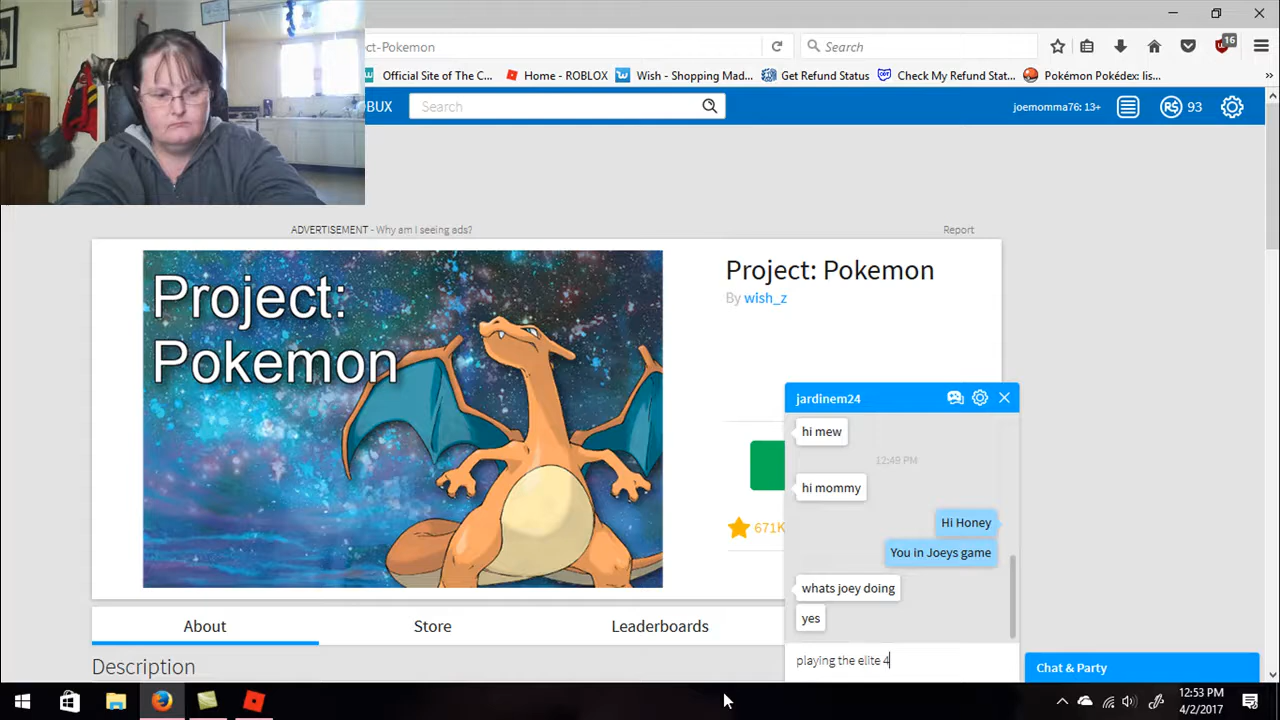 ct-Pokemon
Search
16
Official Site of The C...
Home - ROBLOX
Wish - Shopping Mad...
Get Refund Status
Check My Refund Stat...
Pokémon Pokédex: lis...
»
BUX
Search
joemomma76: 13+
R$ 93
ADVERTISEMENT - Why am I seeing ads?
Report
Project:
Pokemon
Project: Pokemon
By wish_z
671K
jardinem24
hi mew
12:49 PM
hi mommy
Hi Honey
You in Joeys game
whats joey doing
yes
playing the elite 4
Chat & Party
About
Store
Leaderboards
Description
12:53 PM
4/2/2017